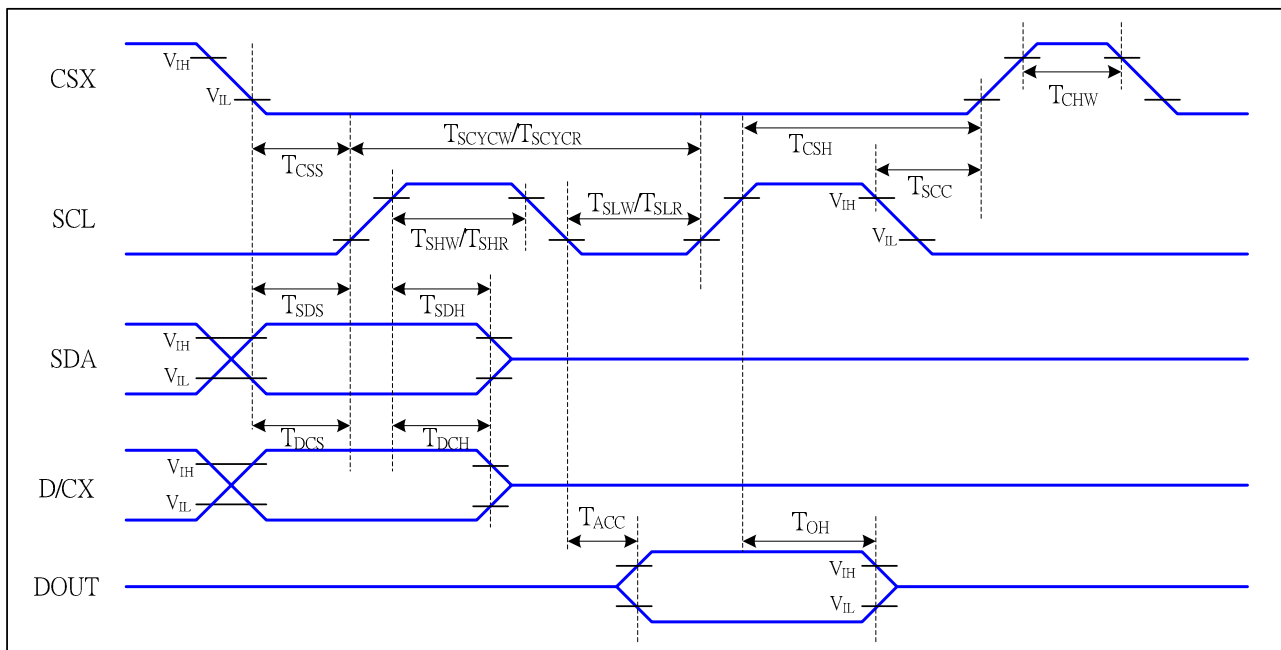 CSX
VIH
VIL
TCHW
TSCYCW/TSCYCR
TCSS
TCSH
TSCC
SCL
TSLW/TSLR
VIH
TSHW/TSHR
VIL
TSDS
TSDH
SDA
VIH
VIL
TDCS
TDCH
D/CX
VIH
VIL
TACC
TOH
DOUT
VIH
VIL